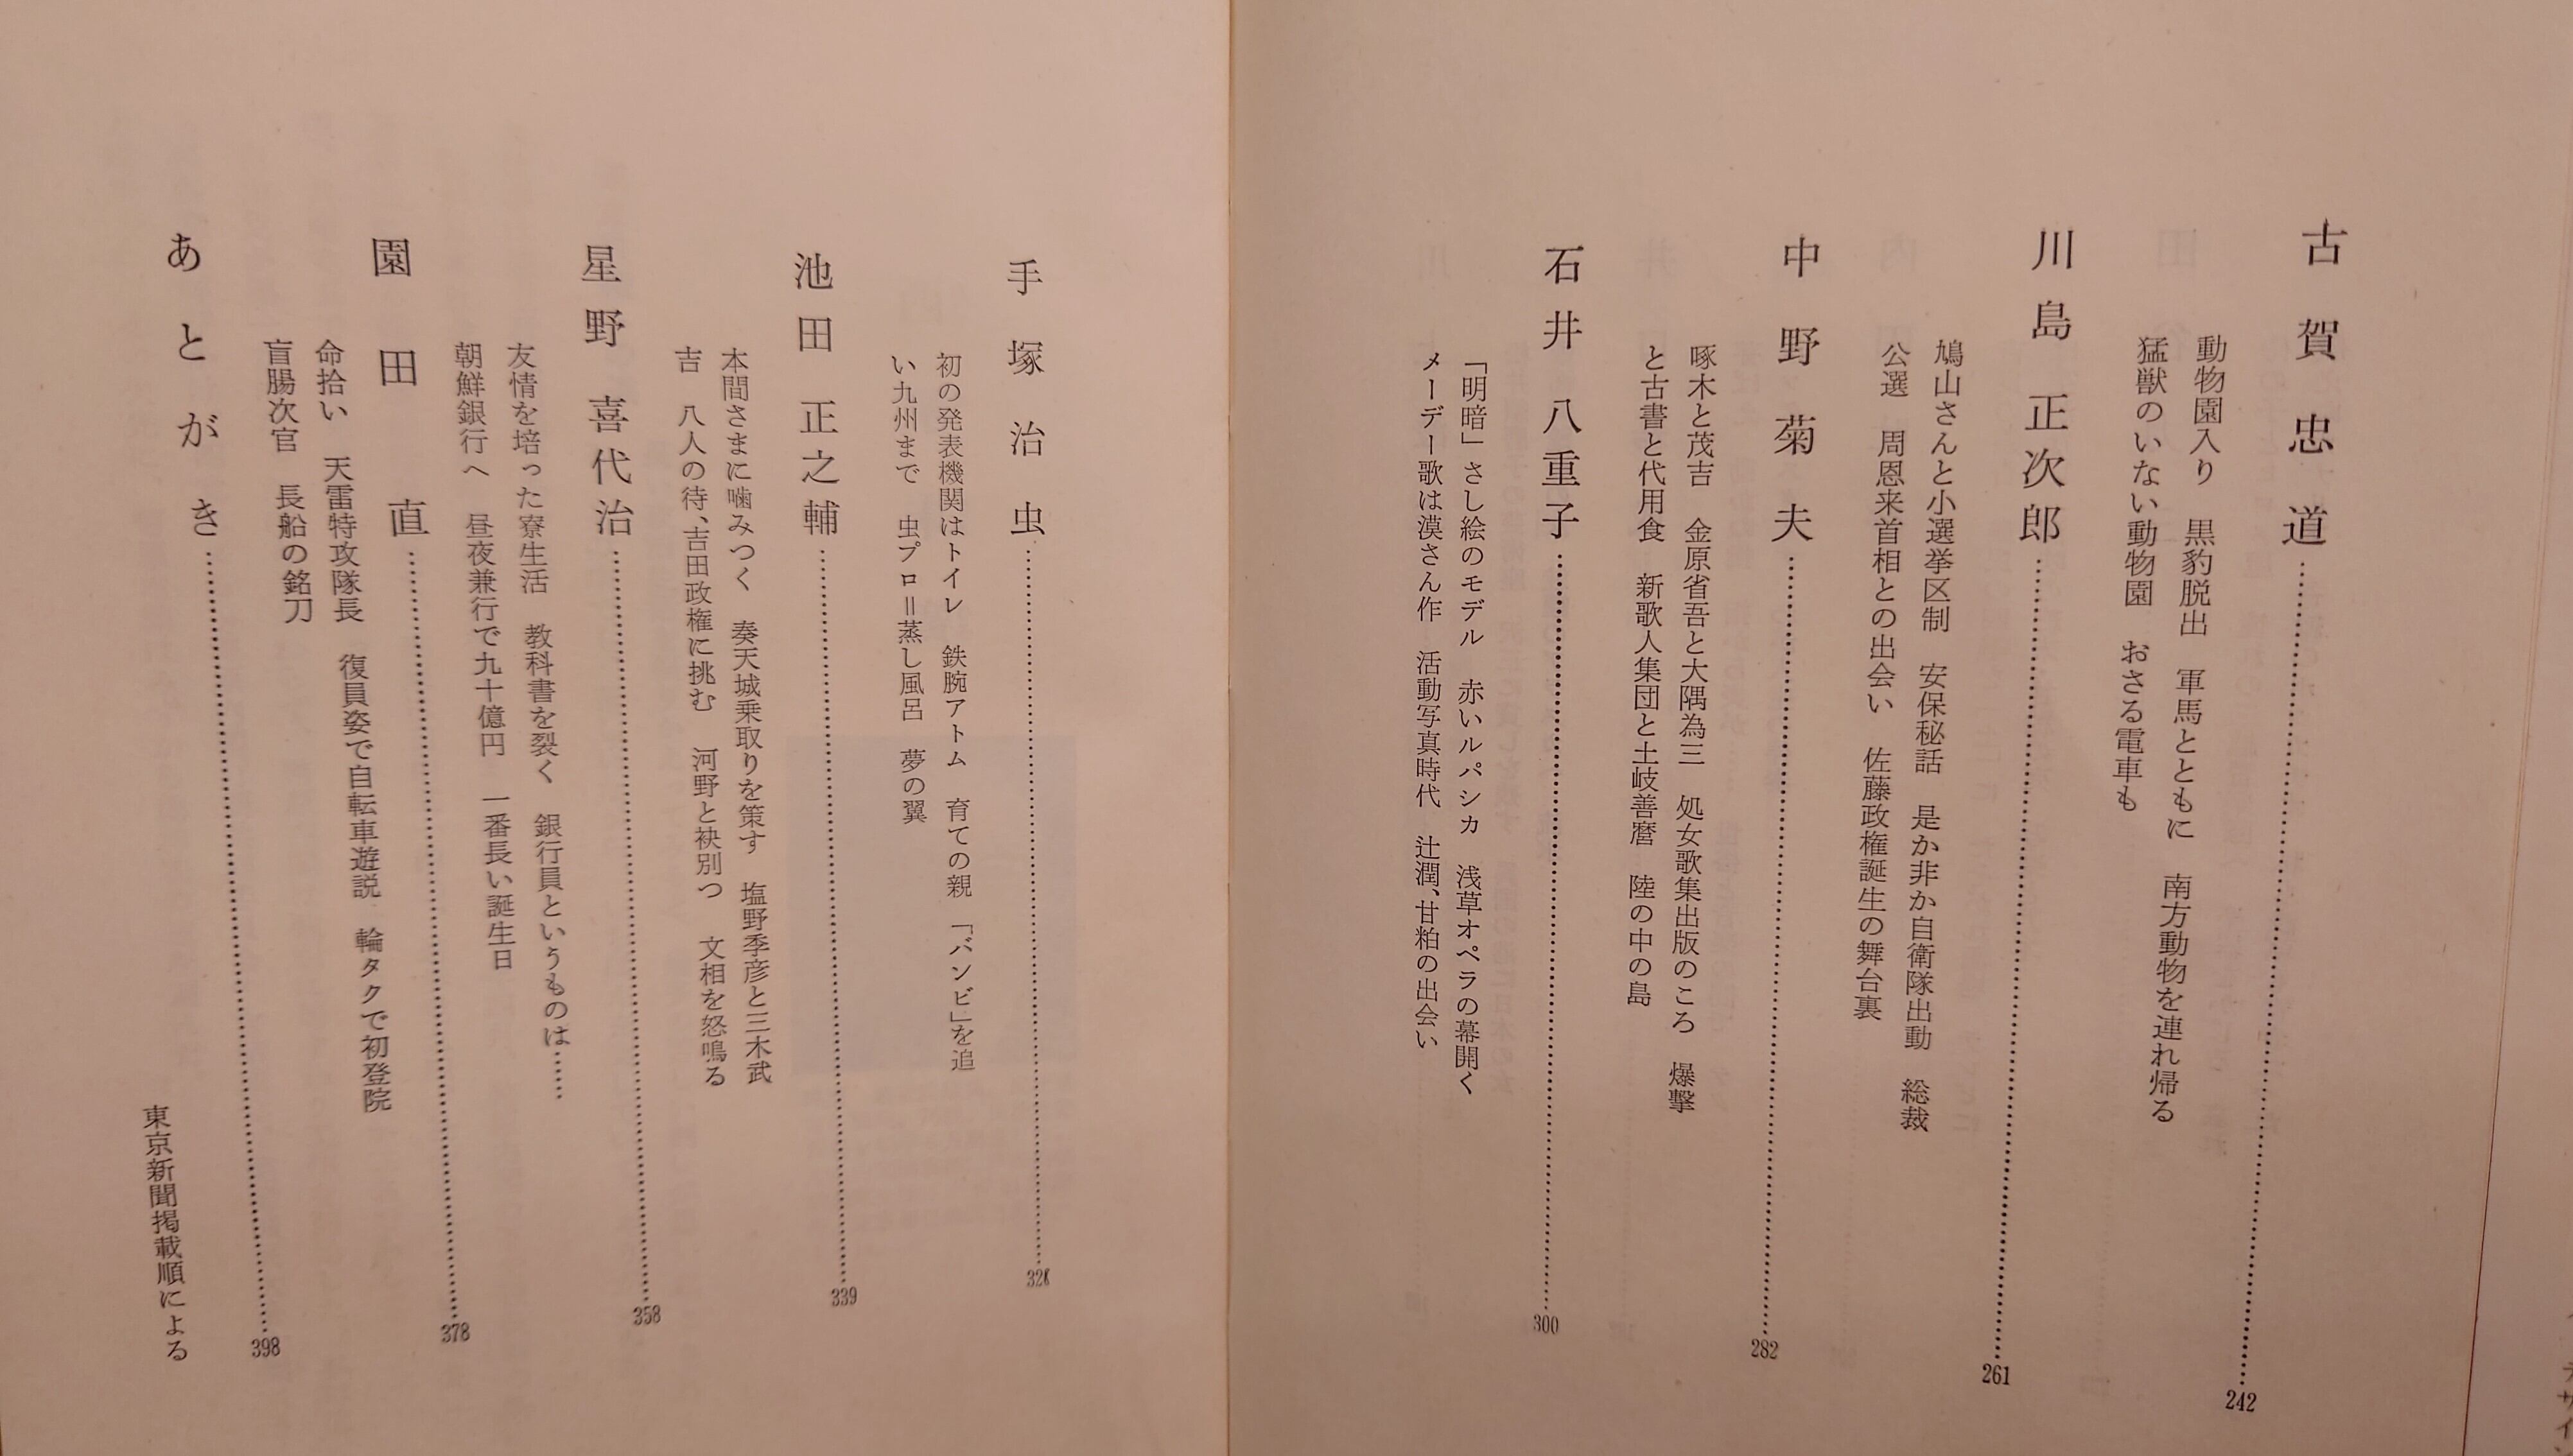 古賀忠道……242
動物園入り　黒豹脱出　軍馬とともに　南方動物を連れ帰る
猛獣のいない動物園　おさる電車も
川島正次郎……261
鳩山さんと小選挙区制　安保秘話　是か非か自衛隊出動　総裁
公選　周恩来首相との出会い　佐藤政権誕生の舞台裏
中野菊夫……282
啄木と茂吉　金原省吾と大隅為三　処女歌集出版のころ　爆撃
と古書と代用食　新歌人集団と土岐善麿　陸の中の島
石井八重子……300
「明暗」さし絵のモデル　赤いルパシカ　浅草オペラの幕開く
メーデー歌は漠さん作　活動写真時代　辻潤、甘粕の出会い
手塚治虫……
初の発表機関はトイレ　鉄腕アトム　育ての親　「バンビ」を追
い九州まで　虫プロ＝蒸し風呂　夢の翼
池田正之輔……339
本間さまに噛みつく　奏天城乗取りを策す　塩野季彦と三木武
吉　八人の侍、吉田政権に挑む　河野と袂別つ　文相を怒鳴る
星野喜代治……358
友情を培った寮生活　教科書を裂く　銀行員というものは……
朝鮮銀行へ　昼夜兼行で九十億円　一番長い誕生日
園田直……378
命拾い　天雷特攻隊長　復員姿で自転車遊説　輪タクで初登院
盲腸次官　長船の銘刀
あとがき……398
東京新聞掲載順による